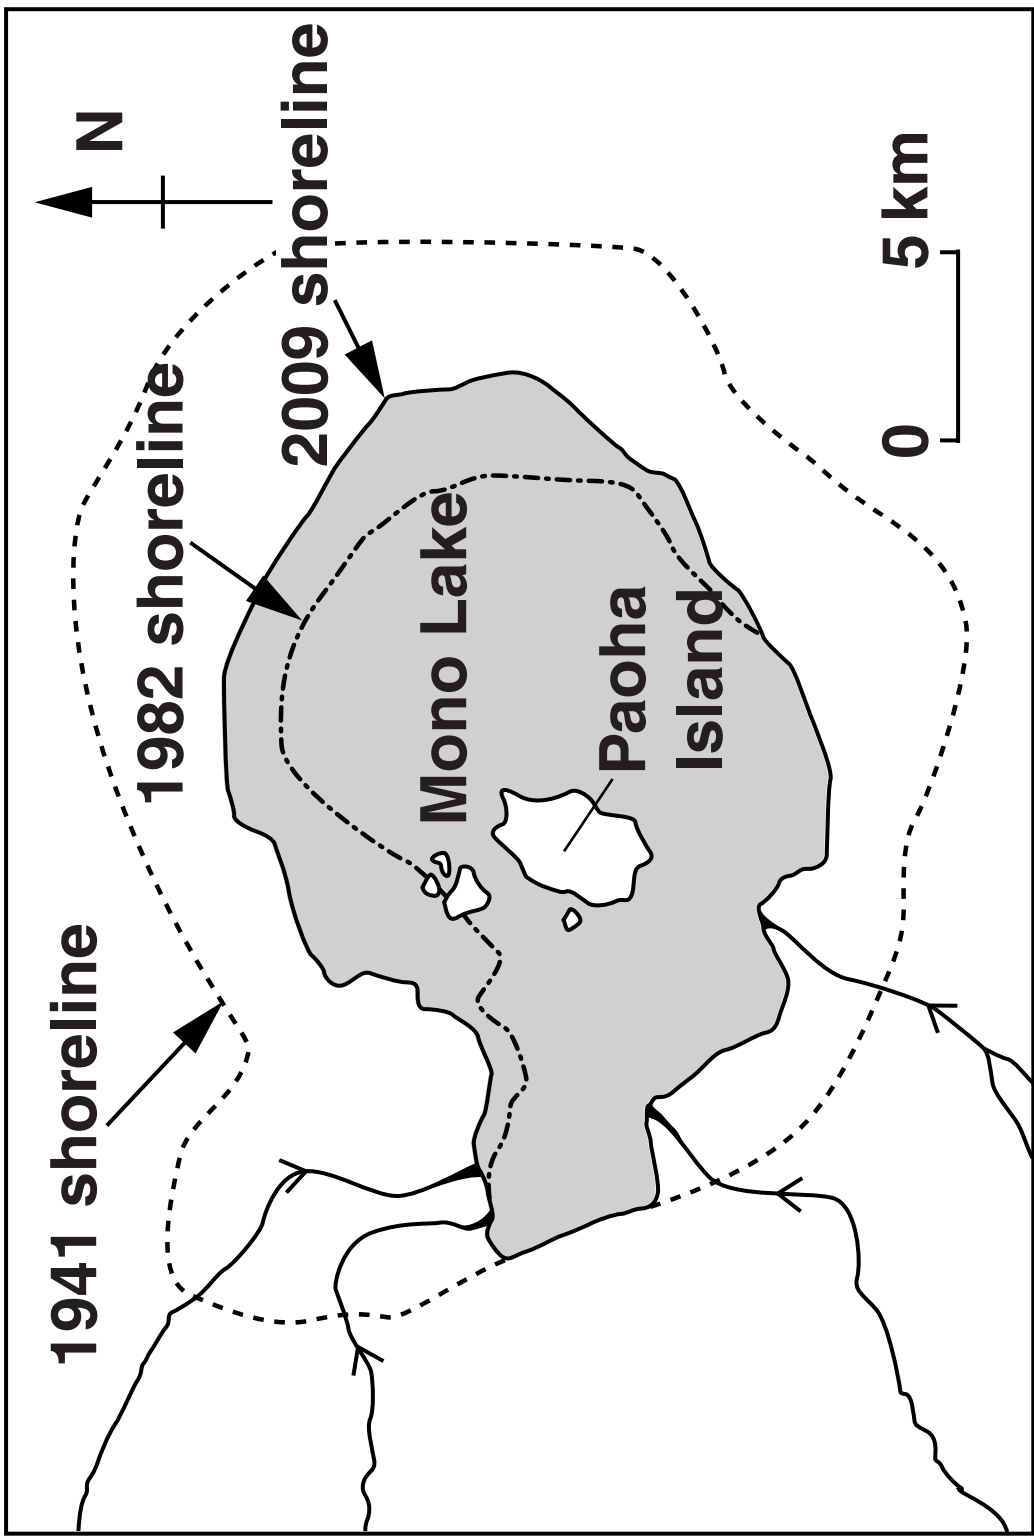 1941 shoreline
1982 shoreline
N
2009 shoreline
Mono Lake
Paoha
Island
0
5 km